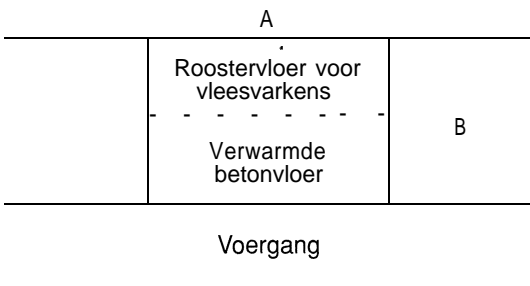 A
Roostervloer voor
vleesvarkens
B
Verwarmde
betonvloer
Voergang